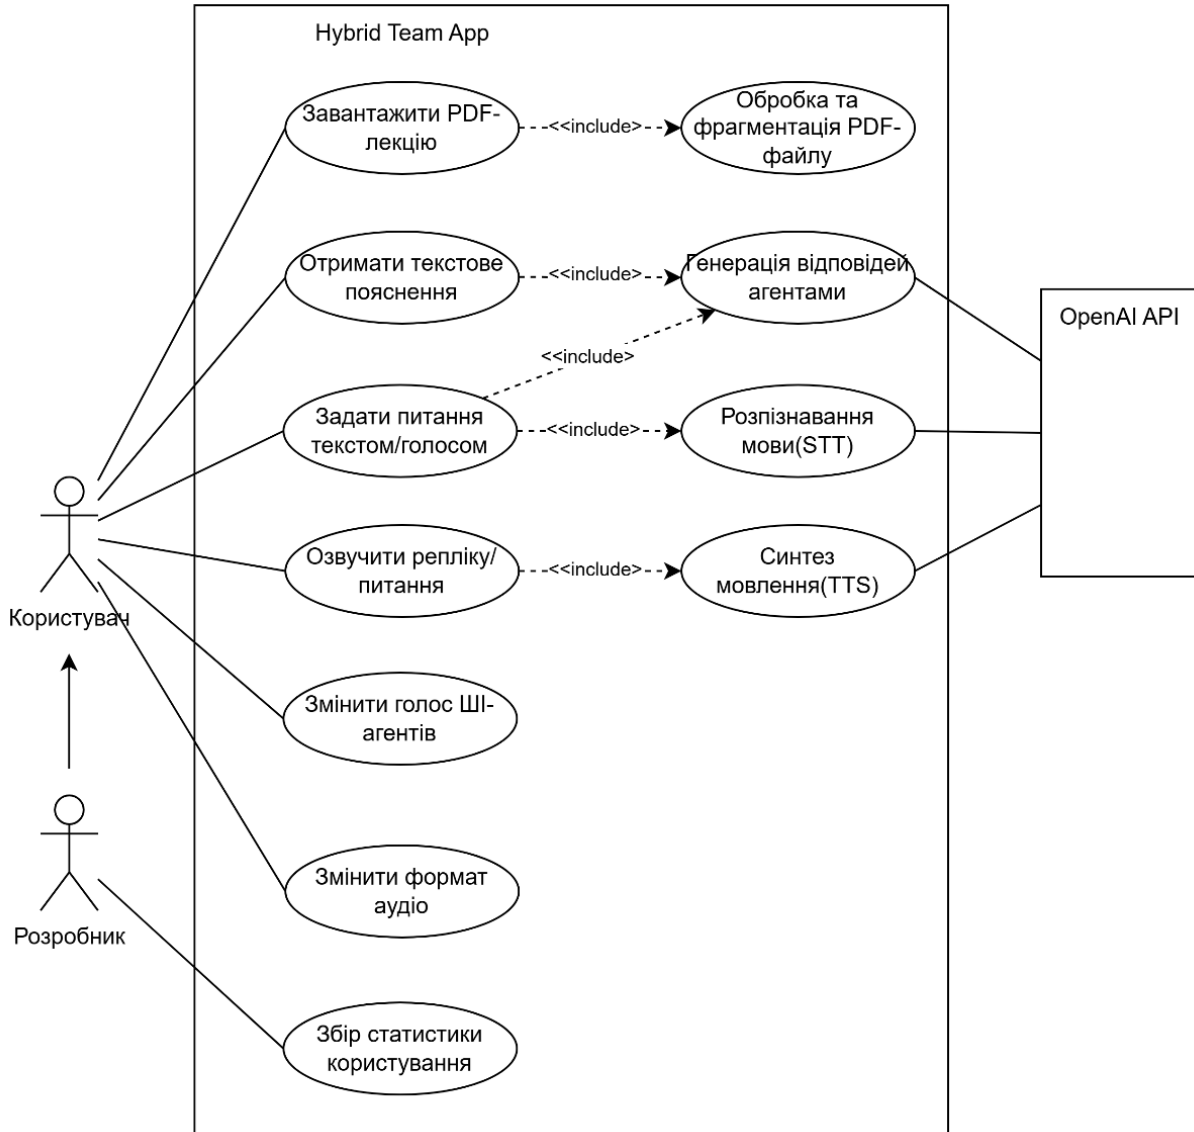 Hybrid Team App
Завантажити PDF-
лекцію
<<include>
Обробка та
фрагментація PDF-
файлу
Отримати текстове
пояснення
<<include>
Генерація відповідей
агентами
OpenAI API
<<include>
Задати питання
текстом/голосом
<<include>
Розпізнавання
мови(STT)
Озвучити репліку/
питання
<<include>
Синтез
мовлення(TTS)
Користувач
Змінити голос ШІ-
агентів
Змінити формат
аудіо
Розробник
Збір статистики
користування